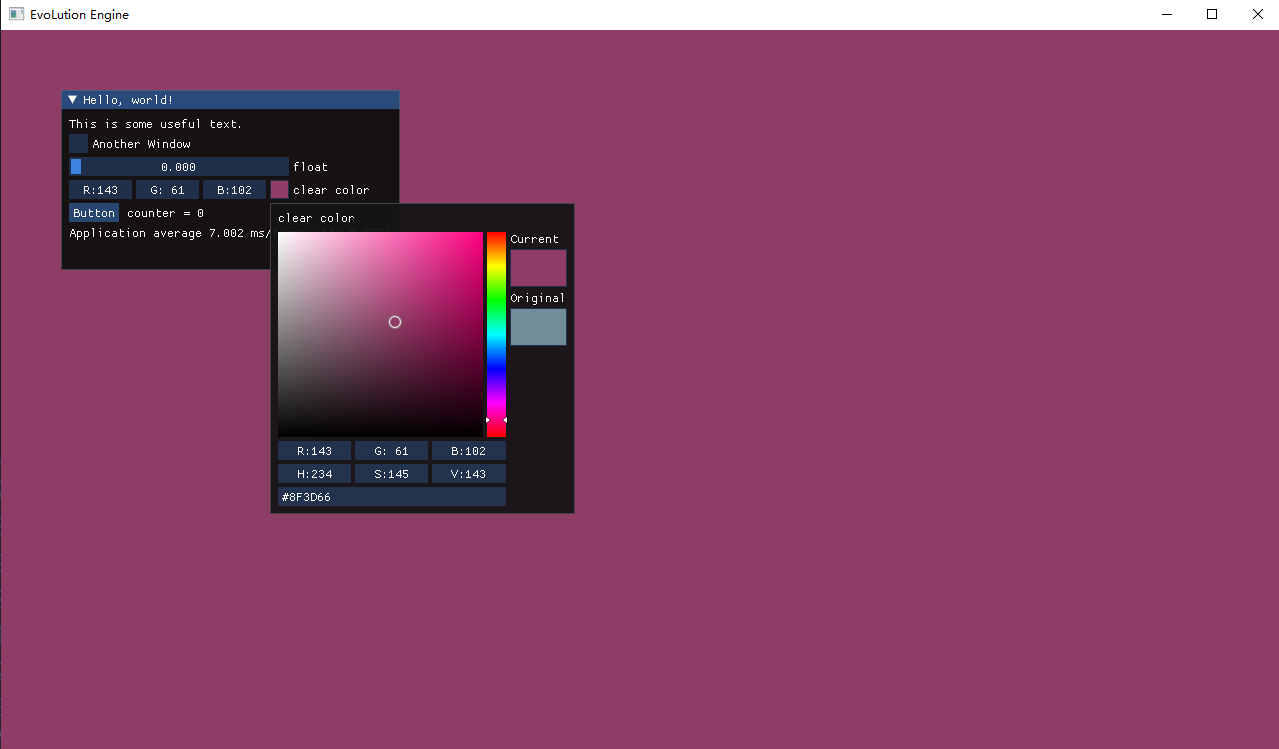 EvoLution Engine
Hello, world!
This is some useful text.
Another Window
0.000 float
R:143 G: 61 B:102 clear color
Button counter = 0
Application average 7.002 ms/
clear color
Current
Original
R:143 G: 61 B:102
H:234 S:145 V:143
#8F3D66